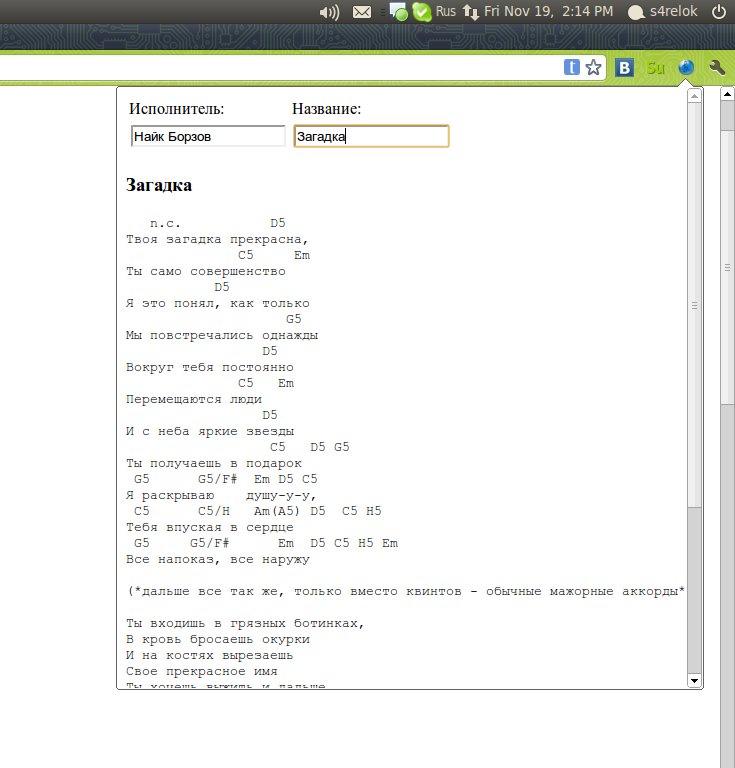 Rus Fri Nov 19, 2:14 PM s4relok
t B Su
Исполнитель: Название:
Найк Борзов Загадка
Загадка
n.c. D5
Твоя загадка прекрасна,
C5 Em
Ты само совершенство
D5
Я это понял, как только
G5
Мы повстречались однажды
D5
Вокруг тебя постоянно
C5 Em
Перемещаются люди
D5
И с неба яркие звезды
C5 D5 G5
Ты получаешь в подарок
G5 G5/F# Em D5 C5
Я раскрываю душу-у-у,
C5 C5/H Am(A5) D5 C5 H5
Тебя впуская в сердце
G5 G5/F# Em D5 C5 H5 Em
Все напоказ, все наружу
(*дальше все так же, только вместо квинтов - обычные мажорные аккорды*
Ты входишь в грязных ботинках,
В кровь бросаешь окурки
И на костях вырезаешь
Свое прекрасное имя
Ты хочешь выжить и дальше